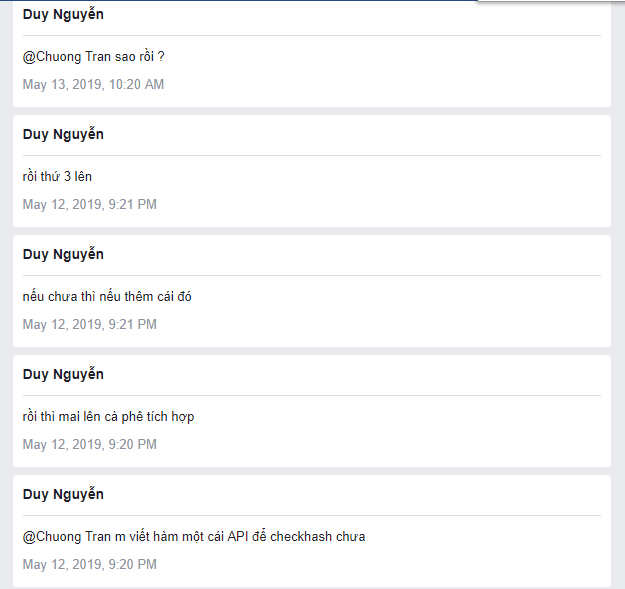 Duy Nguyễn
@Chuong Tran sao rồi ?
May 13, 2019, 10:20 AM
Duy Nguyễn
rồi thứ 3 lên
May 12, 2019, 9:21 PM
Duy Nguyễn
nếu chưa thì nếu thêm cái đó
May 12, 2019, 9:21 PM
Duy Nguyễn
rồi thì mai lên cà phê tích hợp
May 12, 2019, 9:20 PM
Duy Nguyễn
@Chuong Tran m viết hàm một cái API để checkhash chưa
May 12, 2019, 9:20 PM